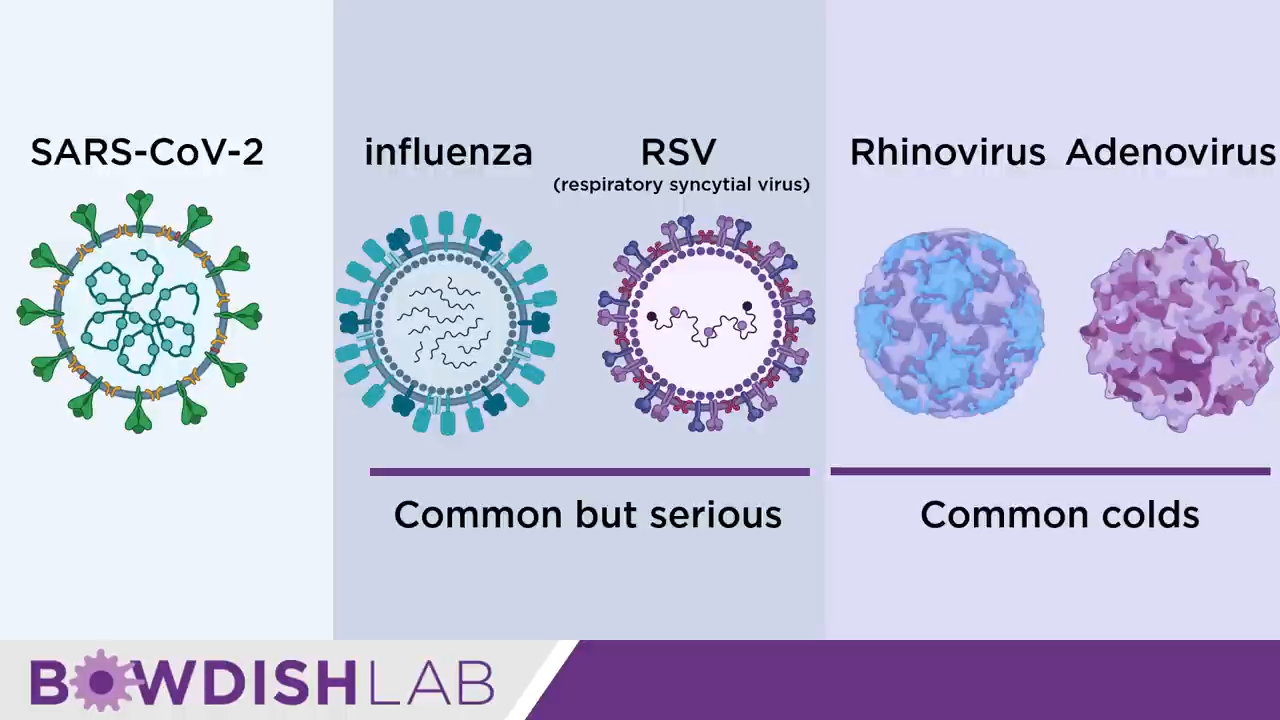 SARS-CoV-2
influenza
RSV
(respiratory syncytial virus)
Rhinovirus
Adenovirus
Common but serious
Common colds
BOWDISHLAB